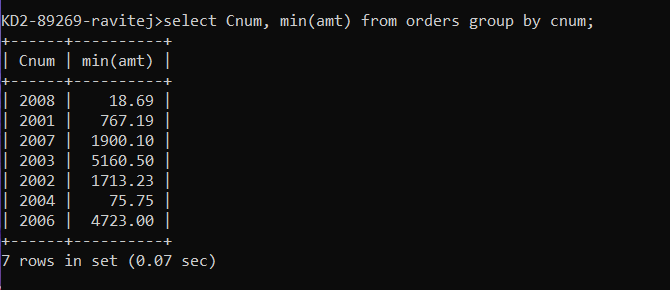 KD2-89269-ravitej>select Cnum, min(amt) from orders group by cnum;
+------+----------+
| Cnum | min(amt) |
+------+----------+
| 2008 |    18.69 |
| 2001 |   767.19 |
| 2007 |  1900.10 |
| 2003 |  5160.50 |
| 2002 |  1713.23 |
| 2004 |    75.75 |
| 2006 |  4723.00 |
+------+----------+
7 rows in set (0.07 sec)